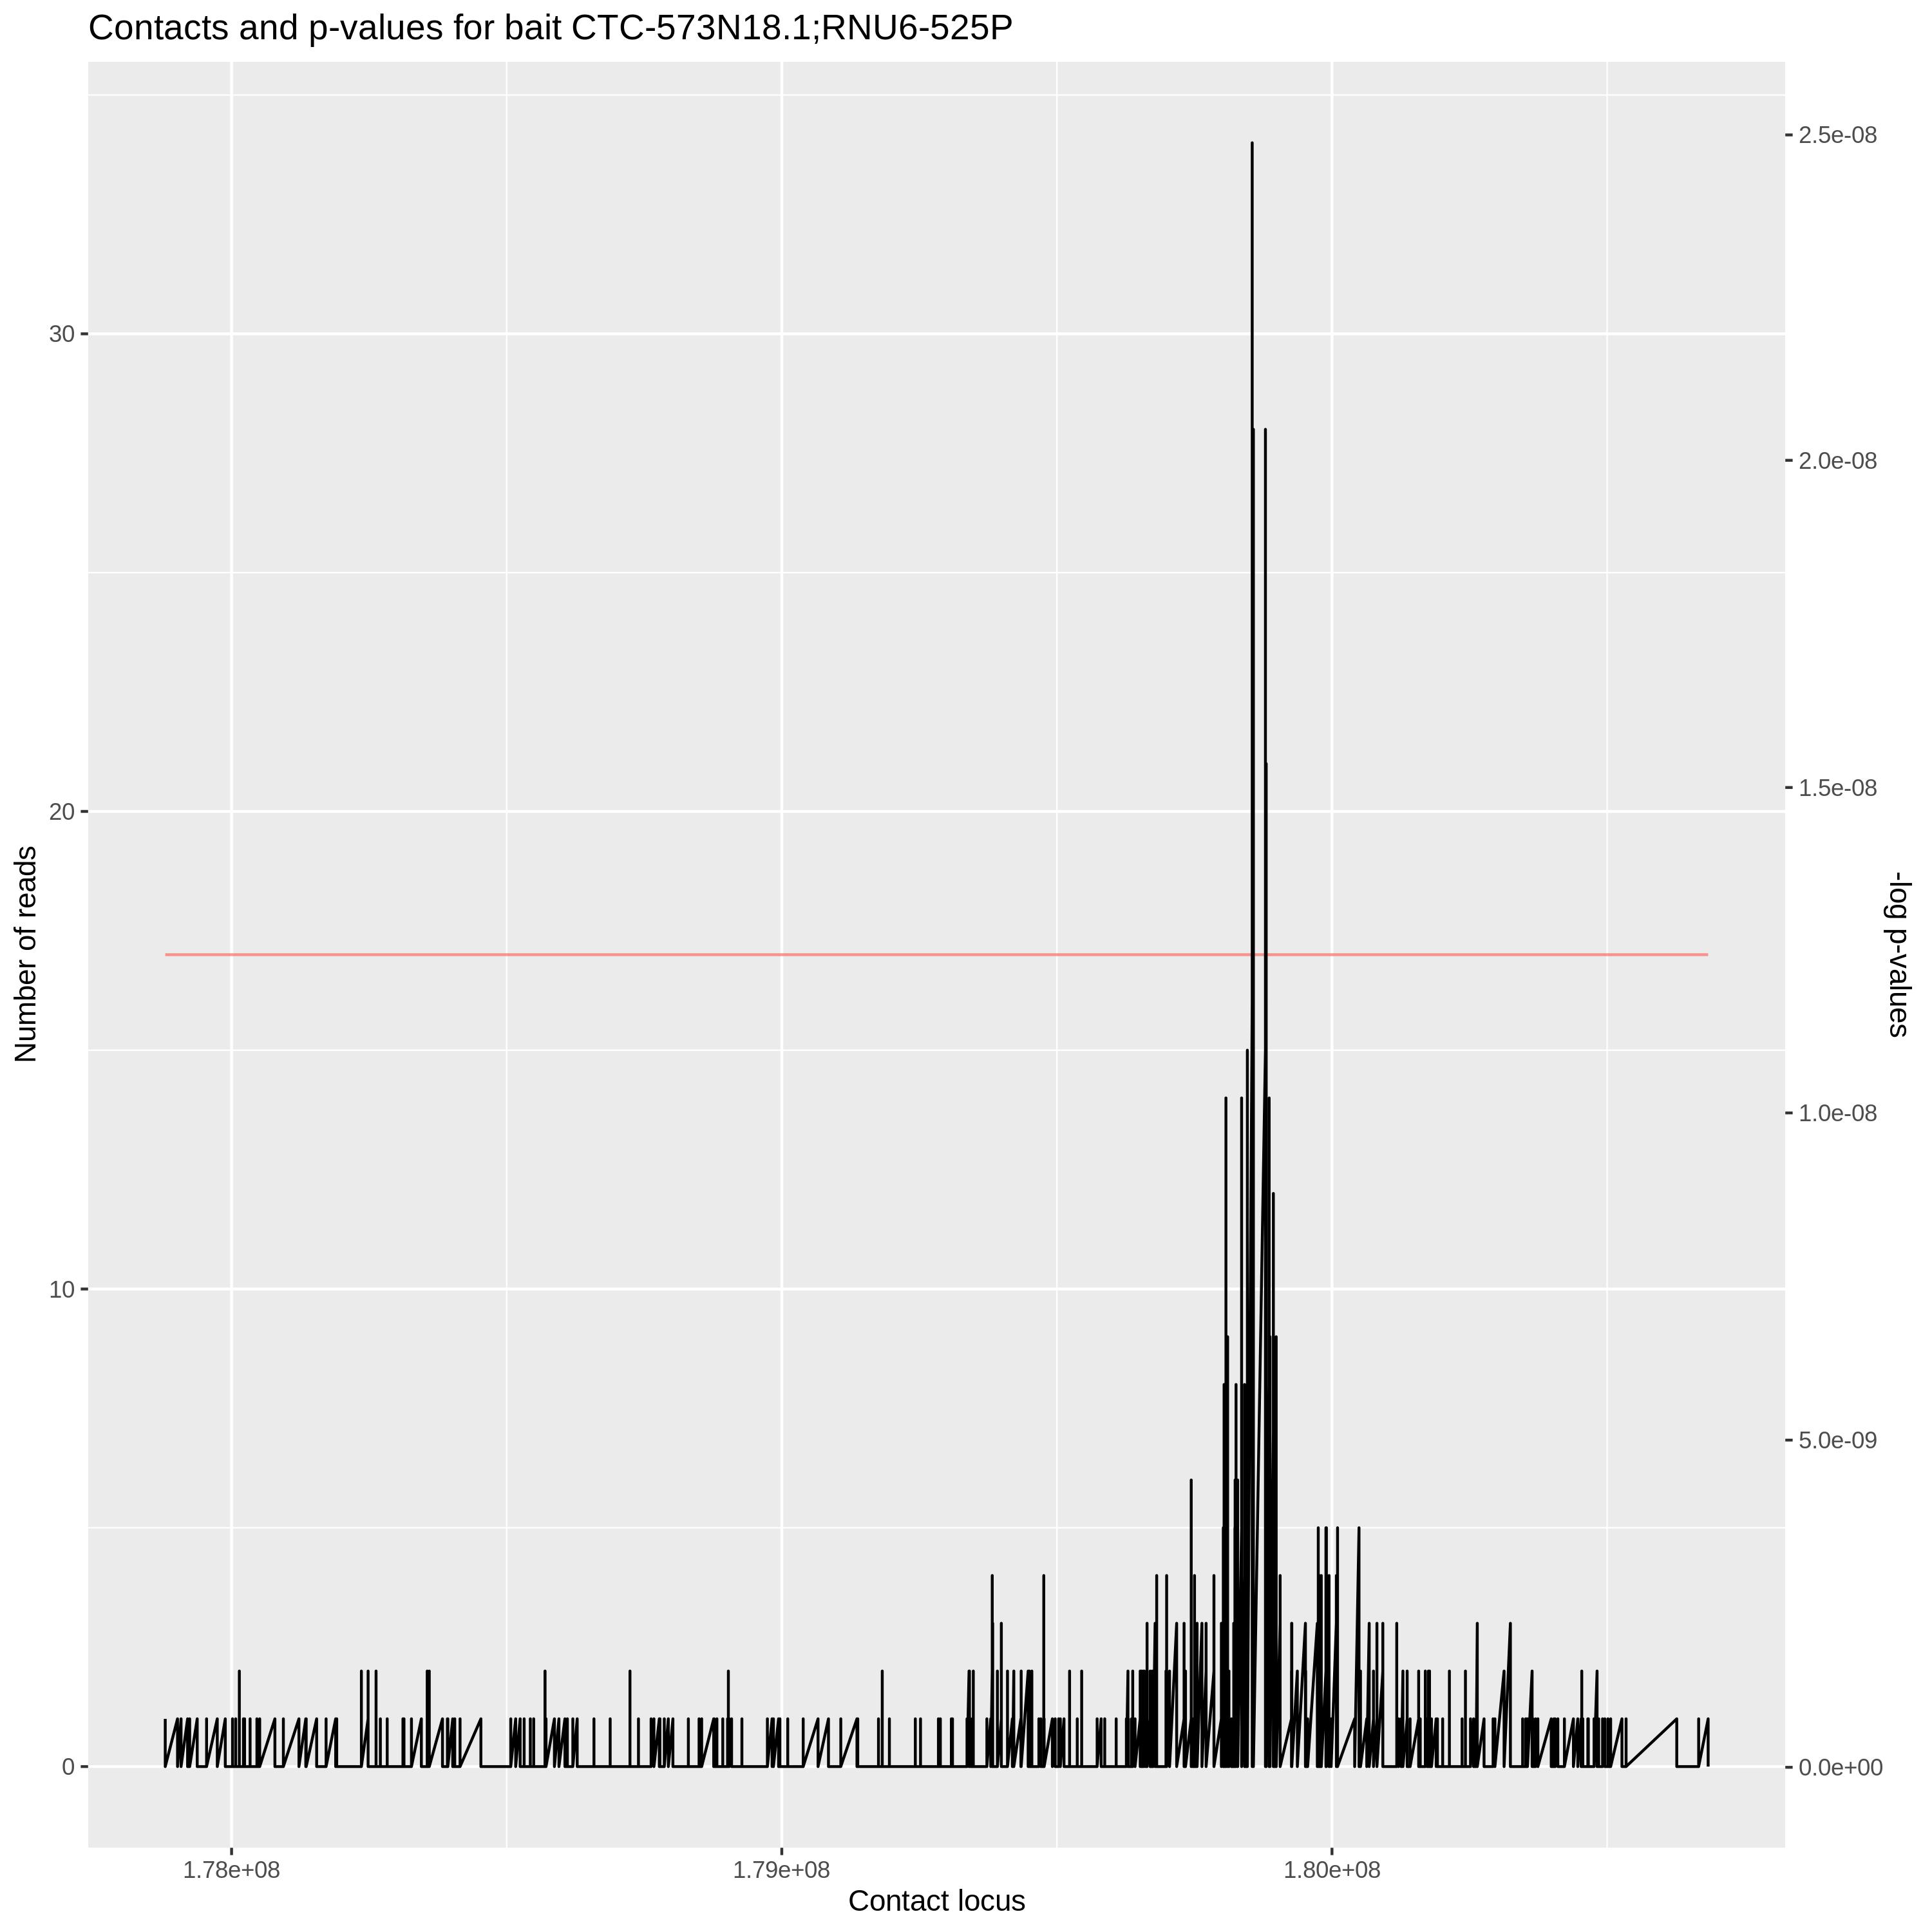 Contacts and p-values for bait CTC-573N18.1;RNU6-525P
Number of reads
30
20
10
0
2.5e-08
2.0e-08
1.5e-08
1.0e-08
5.0e-09
0.0e+00
-log p-values
1.78e+08
1.79e+08
1.80e+08
Contact locus